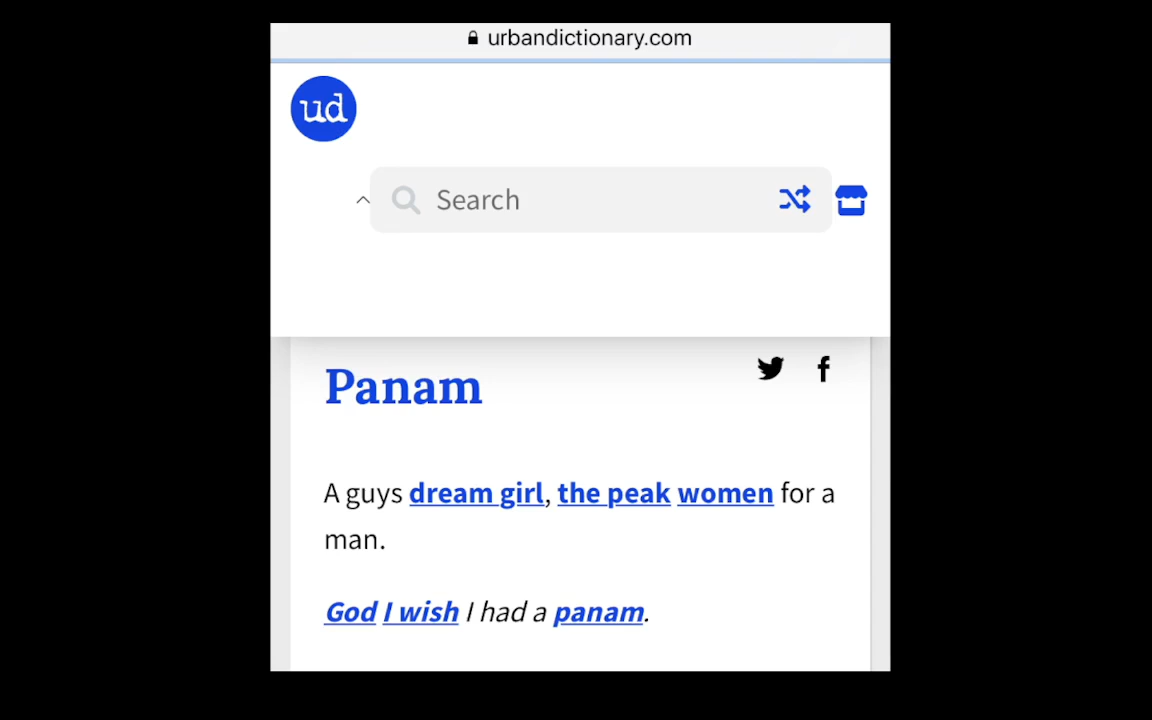 urbandictionary.com
ud
Search
Panam
A guys dream girl, the peak women for a
man.
God I wish I had a panam.